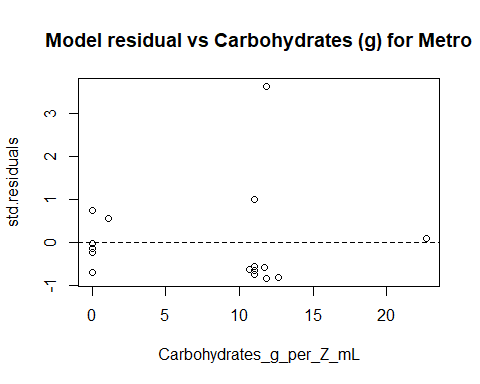 Model residual vs Carbohydrates (g) for Metro
std.residuals
3
2
1
0
-1
0 5 10 15 20
Carbohydrates_g_per_Z_mL